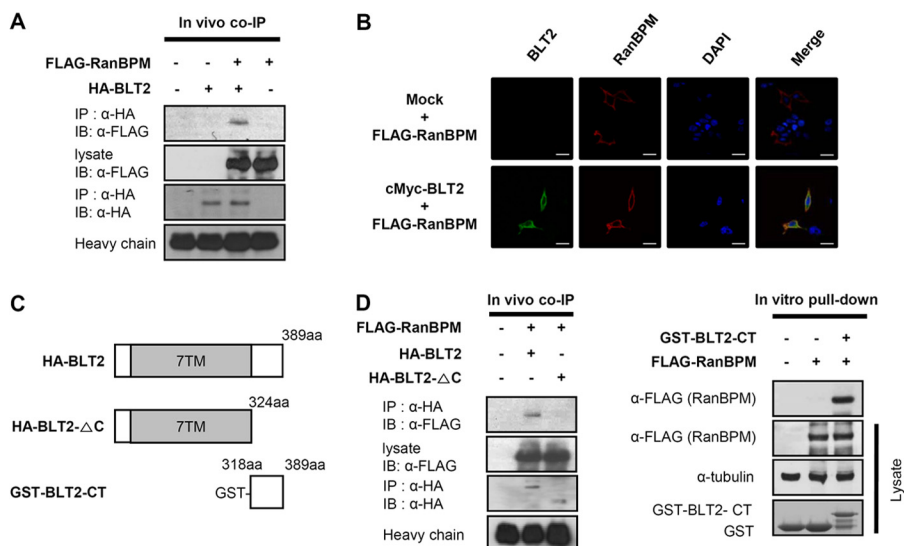 A
In vivo co-IP
FLAG-RanBPM - - + +
HA-BLT2 - + + -
IP : α-HA
IB: α-FLAG
lysate
IB: α-FLAG
IP : α-HA
IB: α-HA
Heavy chain
B
BLT2 RanBPM DAPI Merge
Mock
+
FLAG-RanBPM
cMyc-BLT2
+
FLAG-RanBPM
C
389aa
HA-BLT2 7TM
324aa
HA-BLT2-△C 7TM
318aa 389aa
GST-BLT2-CT GST-
D
In vivo co-IP
FLAG-RanBPM - + +
HA-BLT2 - + -
HA-BLT2-△C - - +
IP : α-HA
IB : α-FLAG
lysate
IB: α-FLAG
IP : α-HA
IB : α-HA
Heavy chain
In vitro pull-down
GST-BLT2-CT - - +
FLAG-RanBPM - + +
α-FLAG (RanBPM)
α-FLAG (RanBPM)
α-tubulin
GST-BLT2- CT
GST
Lysate